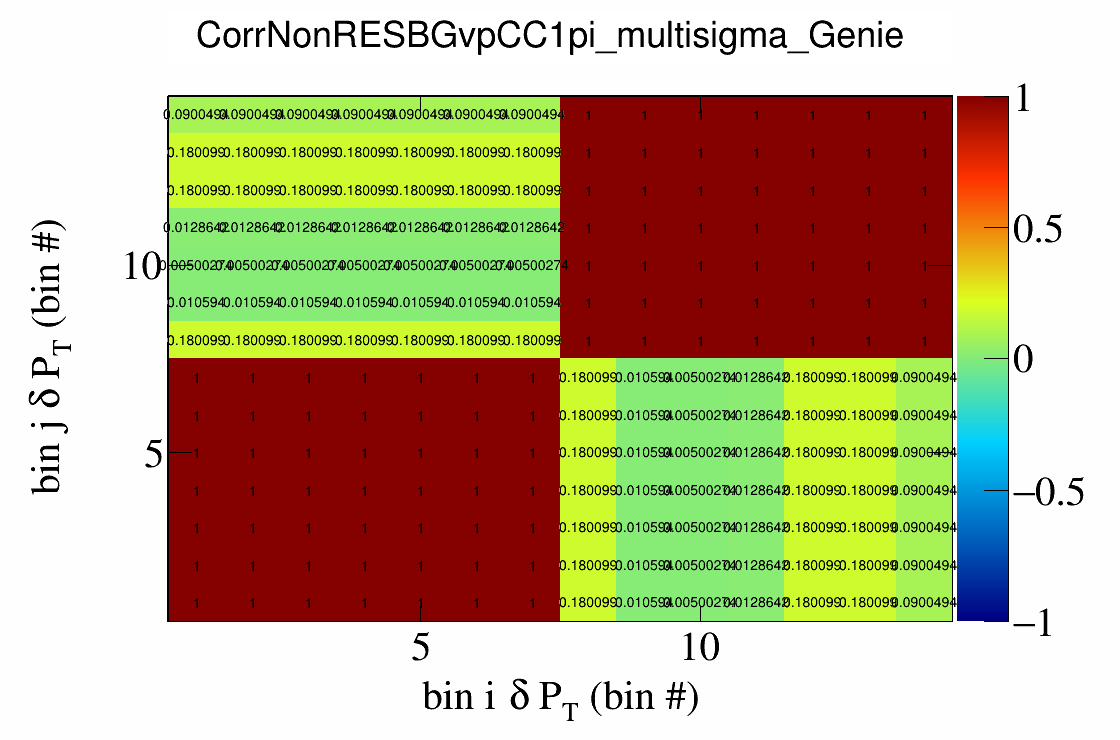 CorrNonRESBGvpCC1pi_multisigma_Genie
0.0900494 0.0900494 0.0900494 0.0900494 0.0900494 0.0900494 0.0900494 1 1 1 1 1 1 1
0.180099 0.180099 0.180099 0.180099 0.180099 0.180099 0.180099 1 1 1 1 1 1 1
0.180099 0.180099 0.180099 0.180099 0.180099 0.180099 0.180099 1 1 1 1 1 1 1
0.0128642 0.0128642 0.0128642 0.0128642 0.0128642 0.0128642 0.0128642 1 1 1 1 1 1 1
10 0.00500274 0.00500274 0.00500274 0.00500274 0.00500274 0.00500274 0.00500274 1 1 1 1 1 1 1
0.010594 0.010594 0.010594 0.010594 0.010594 0.010594 0.010594 1 1 1 1 1 1 1
0.180099 0.180099 0.180099 0.180099 0.180099 0.180099 0.180099 1 1 1 1 1 1 1
1 1 1 1 1 1 1 0.180099 0.010594 0.00500274 0.0128642 0.180099 0.180099 0.0900494
1 1 1 1 1 1 1 0.180099 0.010594 0.00500274 0.0128642 0.180099 0.180099 0.0900494
5 1 1 1 1 1 1 1 0.180099 0.010594 0.00500274 0.0128642 0.180099 0.180099 0.0900494
1 1 1 1 1 1 1 0.180099 0.010594 0.00500274 0.0128642 0.180099 0.180099 0.0900494
1 1 1 1 1 1 1 0.180099 0.010594 0.00500274 0.0128642 0.180099 0.180099 0.0900494
1 1 1 1 1 1 1 0.180099 0.010594 0.00500274 0.0128642 0.180099 0.180099 0.0900494
1 1 1 1 1 1 1 0.180099 0.010594 0.00500274 0.0128642 0.180099 0.180099 0.0900494
5 10
bin i δ P_T (bin #)
bin j δ P_T (bin #)
1
0.5
0
−0.5
−1